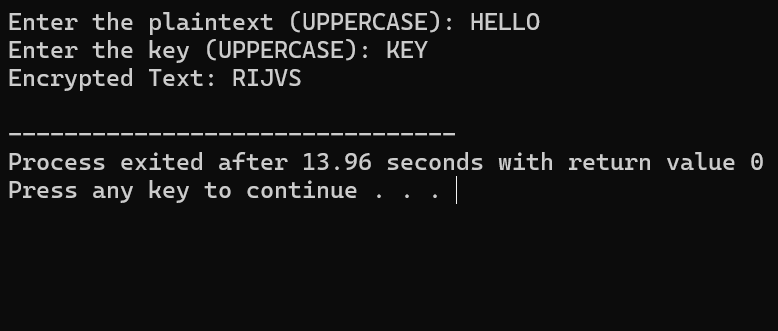 Enter the plaintext (UPPERCASE): HELLO
Enter the key (UPPERCASE): KEY
Encrypted Text: RIJVS
--------------------------------
Process exited after 13.96 seconds with return value 0
Press any key to continue . . .